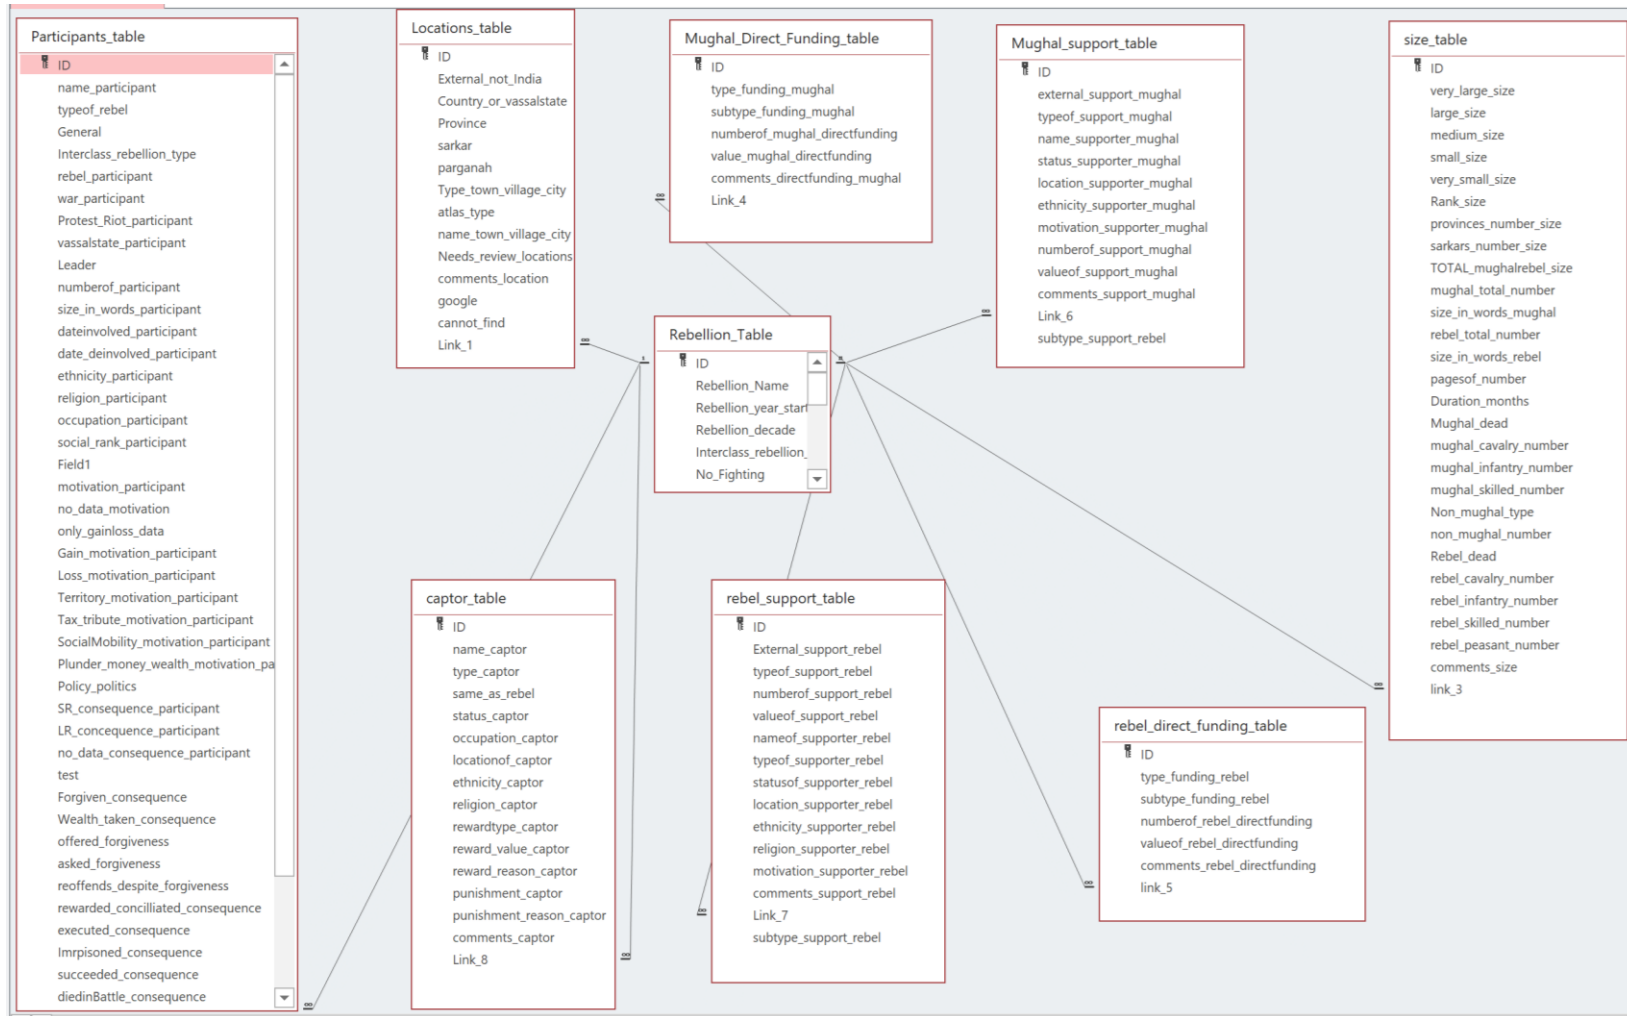 Participants_table
ID
name_participant
typeof_rebel
General
Interclass_rebellion_type
rebel_participant
war_participant
Protest_Riot_participant
vassalstate_participant
Leader
numberof_participant
size_in_words_participant
dateinvolved_participant
date_deinvolved_participant
ethnicity_participant
religion_participant
occupation_participant
social_rank_participant
Field1
motivation_participant
no_data_motivation
only_gainloss_data
Gain_motivation_participant
Loss_motivation_participant
Territory_motivation_participant
Tax_tribute_motivation_participant
SocialMobility_motivation_participant
Plunder_money_wealth_motivation_pa
Policy_politics
SR_consequence_participant
LR_concequence_participant
no_data_consequence_participant
test
Forgiven_consequence
Wealth_taken_consequence
offered_forgiveness
asked_forgiveness
reoffends_despite_forgiveness
rewarded_concilliated_consequence
executed_consequence
Imrpisoned_consequence
succeeded_consequence
diedinBattle_consequence
Locations_table
ID
External_not_India
Country_or_vassalstate
Province
sarkar
parganah
Type_town_village_city
atlas_type
name_town_village_city
Needs_review_locations
comments_location
google
cannot_find
Link_1
Mughal_Direct_Funding_table
ID
type_funding_mughal
subtype_funding_mughal
numberof_mughal_directfunding
value_mughal_directfunding
comments_directfunding_mughal
Link_4
Mughal_support_table
ID
external_support_mughal
typeof_support_mughal
name_supporter_mughal
status_supporter_mughal
location_supporter_mughal
ethnicity_supporter_mughal
motivation_supporter_mughal
numberof_support_mughal
valueof_support_mughal
comments_support_mughal
Link_6
subtype_support_rebel
size_table
ID
very_large_size
large_size
medium_size
small_size
very_small_size
Rank_size
provinces_number_size
sarkars_number_size
TOTAL_mughalrebel_size
mughal_total_number
size_in_words_mughal
rebel_total_number
size_in_words_rebel
pagesof_number
Duration_months
Mughal_dead
mughal_cavalry_number
mughal_infantry_number
mughal_skilled_number
Non_mughal_type
non_mughal_number
Rebel_dead
rebel_cavalry_number
rebel_infantry_number
rebel_skilled_number
rebel_peasant_number
comments_size
link_3
Rebellion_Table
ID
Rebellion_Name
Rebellion_year_start
Rebellion_decade
Interclass_rebellion_
No_Fighting
captor_table
ID
name_captor
type_captor
same_as_rebel
status_captor
occupation_captor
locationof_captor
ethnicity_captor
religion_captor
rewardtype_captor
reward_value_captor
reward_reason_captor
punishment_captor
punishment_reason_captor
comments_captor
Link_8
rebel_support_table
ID
External_support_rebel
typeof_support_rebel
numberof_support_rebel
valueof_support_rebel
nameof_supporter_rebel
typeof_supporter_rebel
statusof_supporter_rebel
location_supporter_rebel
ethnicity_supporter_rebel
religion_supporter_rebel
motivation_supporter_rebel
comments_support_rebel
Link_7
subtype_support_rebel
rebel_direct_funding_table
ID
type_funding_rebel
subtype_funding_rebel
numberof_rebel_directfunding
valueof_rebel_directfunding
comments_rebel_directfunding
link_5